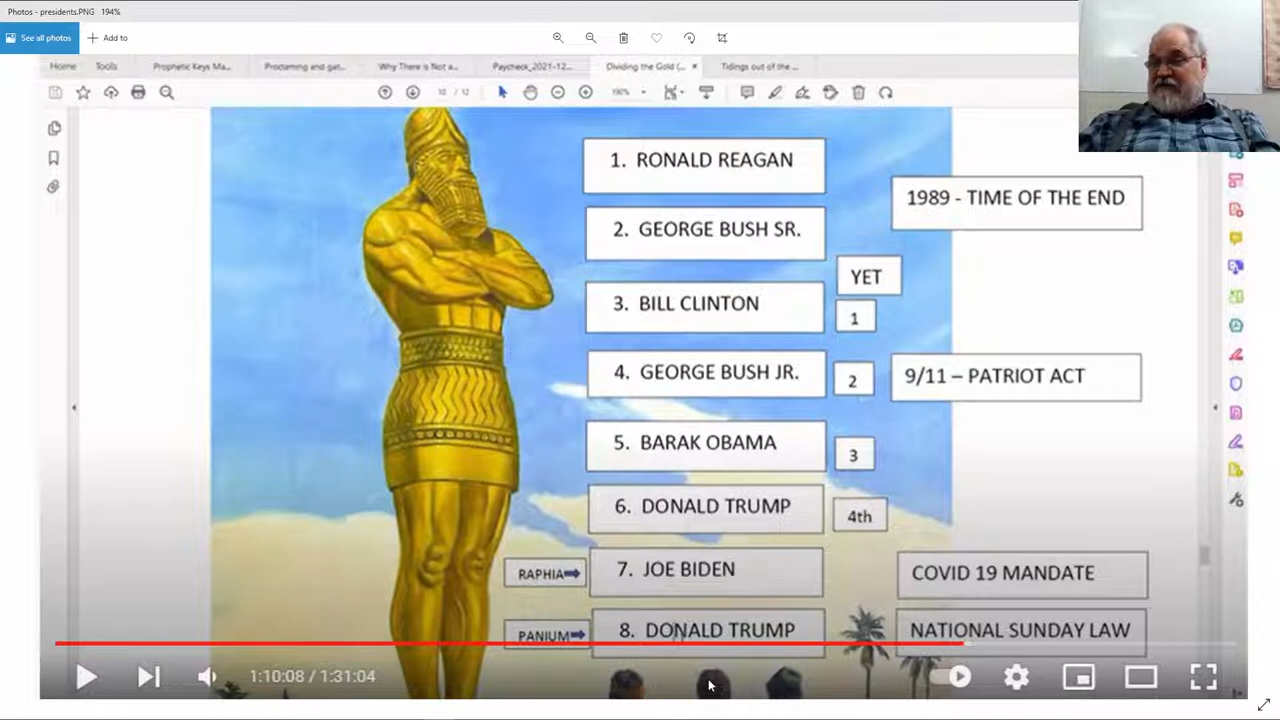 Photos - presidents.PNG 194%
See all photos
Add to
Home Tools Prophetic Keys Ma... Proclaiming and gat... Why There is Not a... Paycheck_2021-12... Dividing the Gold (... × Tidings out of the ...
10 / 12 190%
1. RONALD REAGAN
1989 - TIME OF THE END
2. GEORGE BUSH SR.
YET
3. BILL CLINTON
1
4. GEORGE BUSH JR.
2
9/11 – PATRIOT ACT
5. BARAK OBAMA
3
6. DONALD TRUMP
4th
RAPHIA
7. JOE BIDEN
COVID 19 MANDATE
PANIUM
8. DONALD TRUMP
NATIONAL SUNDAY LAW
1:10:08 / 1:31:04